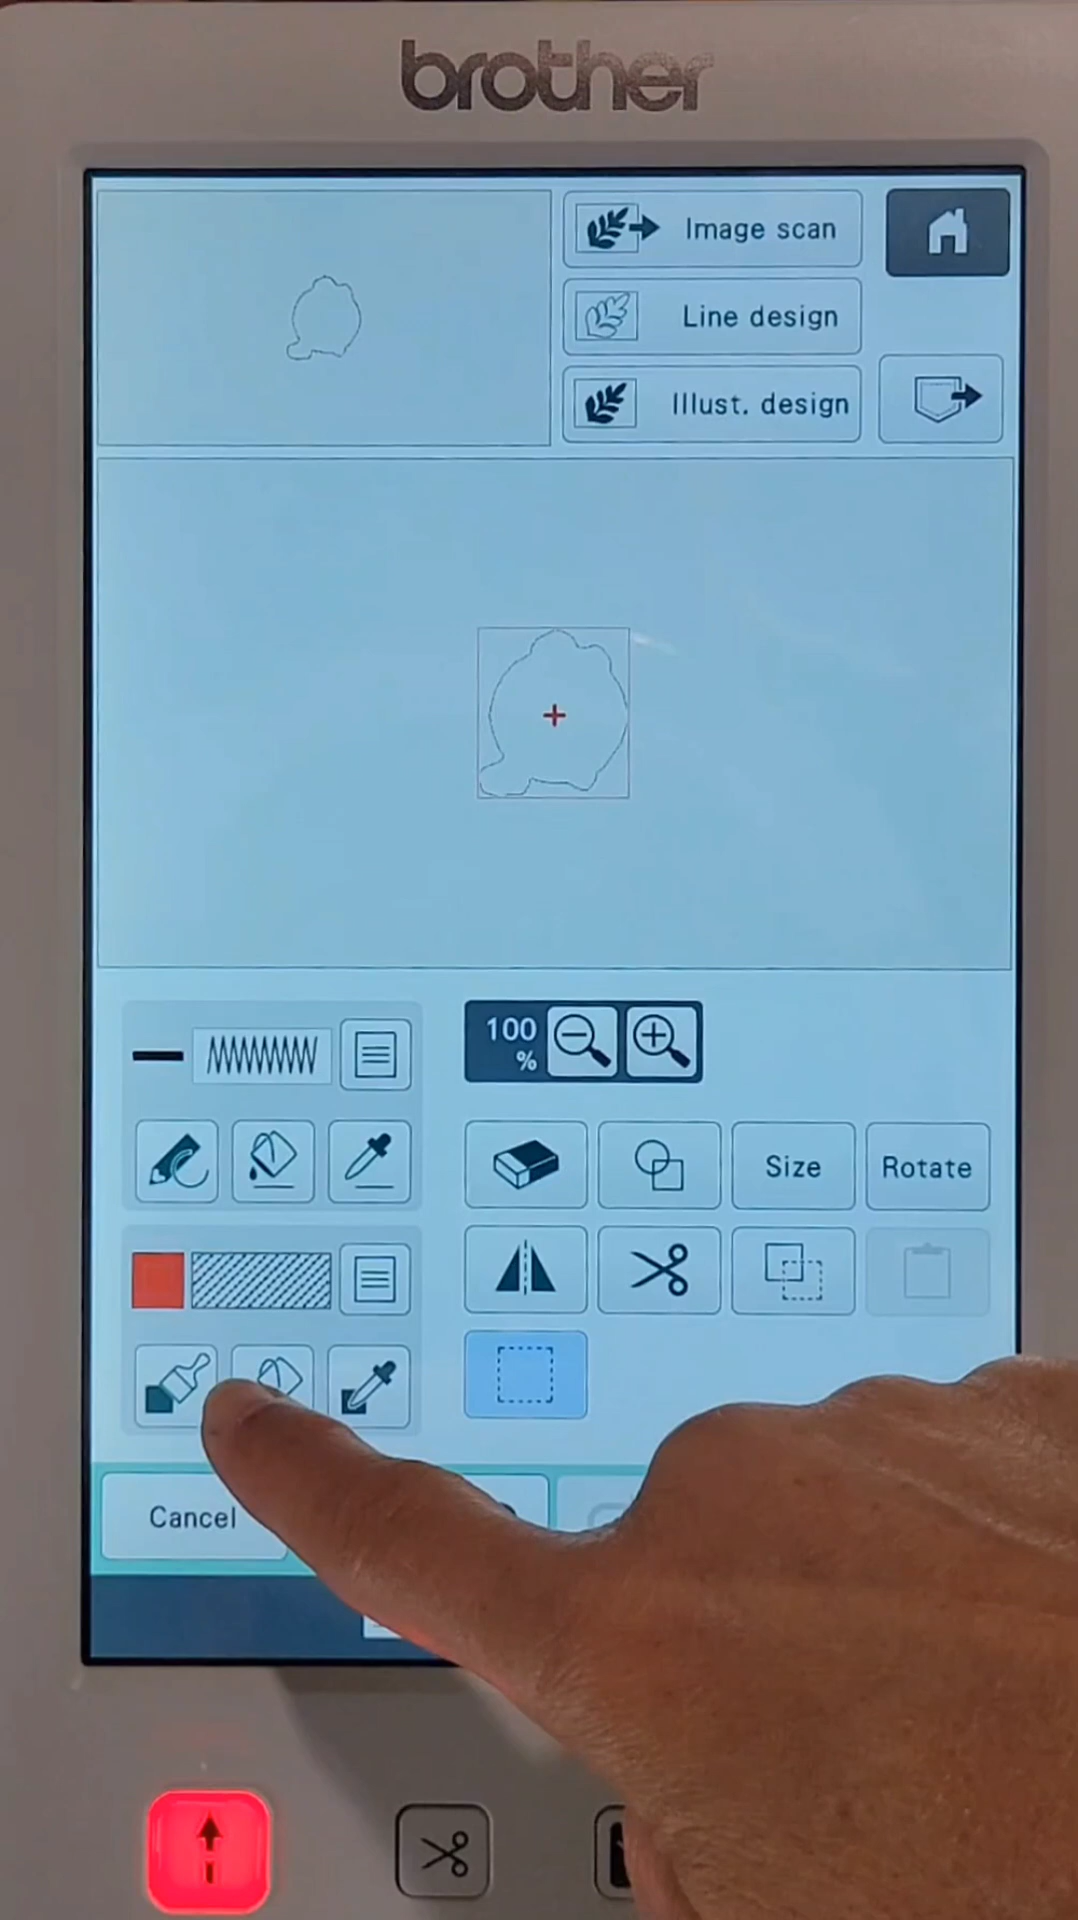 brother
Image scan
Line design
Illust. design
100
%
Size
Rotate
Cancel